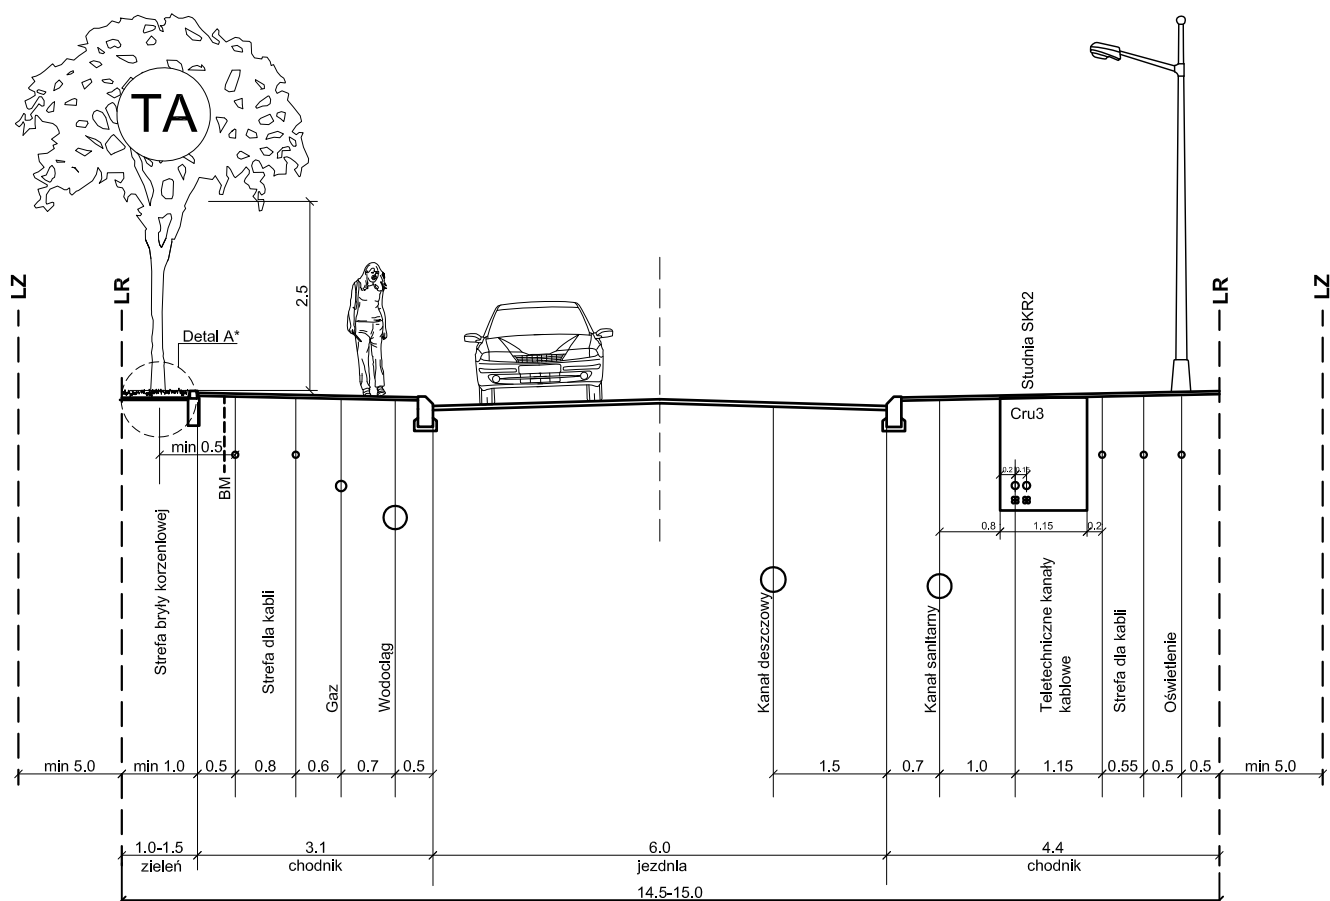 TA
LZ
LR
2.5
Detal A*
Studnia SKR2
LR
LZ
Cru3
min 0.5
BM
0.2
0.15
0.8
1.15
0.2
Strefa bryły korzenlowej
Strefa dla kabli
Gaz
Wodocląg
Kanał deszczowy
Kanał sanltarny
Teletechniczne kanały
kablowe
Strefa dla kabli
Oświetlenie
min 5.0
min 1.0
0.5
0.8
0.6
0.7
0.5
1.5
0.7
1.0
1.15
0.55
0.5
0.5
min 5.0
1.0-1.5
3.1
6.0
4.4
zieleń
chodnik
jezdnla
chodnik
14.5-15.0